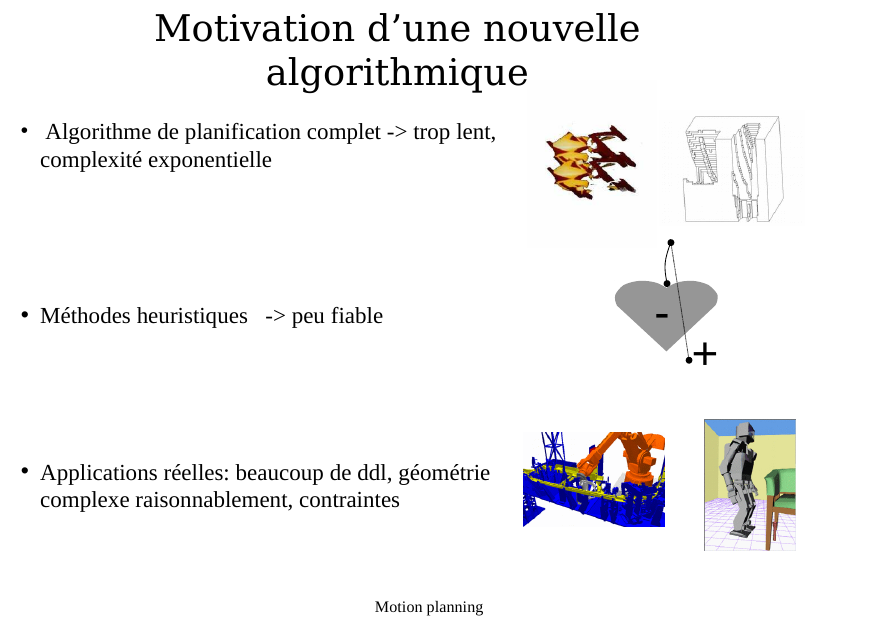 Motivation d’une nouvelle
algorithmique
• Algorithme de planification complet -> trop lent,
complexité exponentielle
• Méthodes heuristiques -> peu fiable
-
+
• Applications réelles: beaucoup de ddl, géométrie
complexe raisonnablement, contraintes
Motion planning